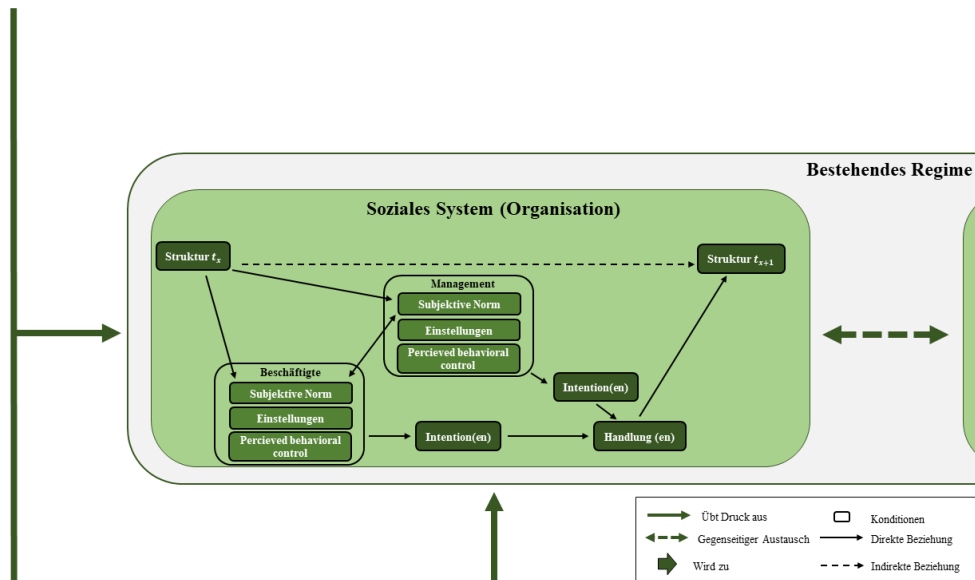 Bestehendes Regime
Soziales System (Organisation)
Struktur tx
Struktur tx+1
Management
Subjektive Norm
Einstellungen
Percieved behavioral
control
Beschäftigte
Subjektive Norm
Einstellungen
Percieved behavioral
control
Intention(en)
Intention(en)
Handlung (en)
Übt Druck aus
Konditionen
Gegenseitiger Austausch
Direkte Beziehung
Wird zu
Indirekte Beziehung